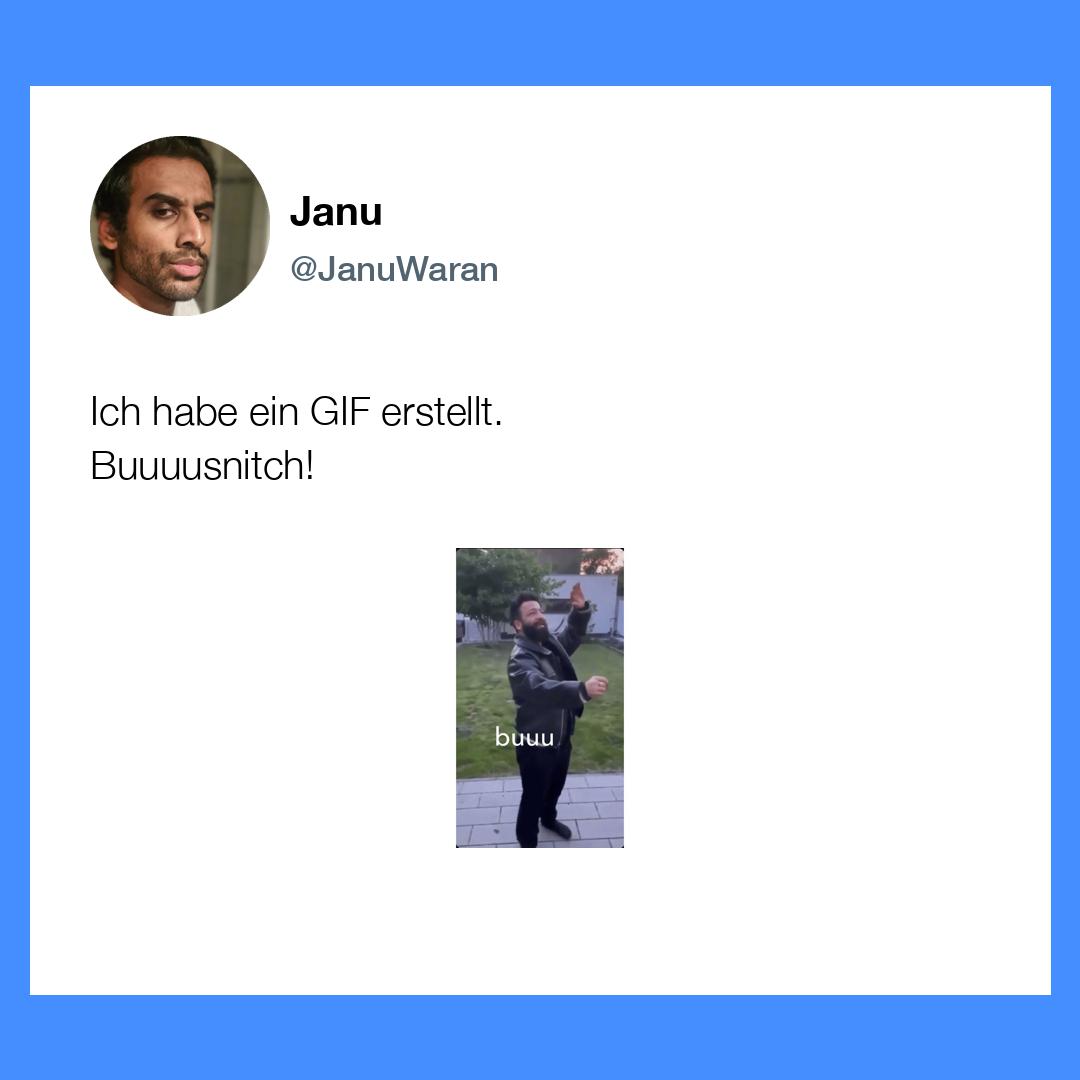 Janu
@JanuWaran
Ich habe ein GIF erstellt.
Buuuusnitch!
buuu